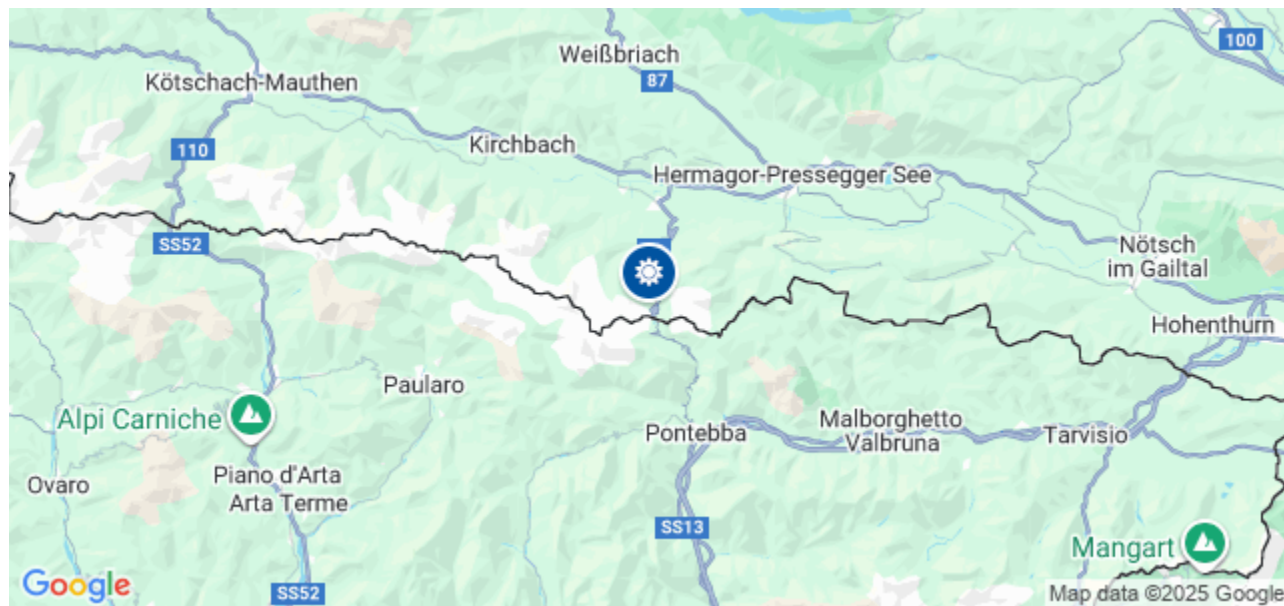 100
Weißbriach
87
Kötschach-Mauthen
110
Kirchbach
Hermagor-Pressegger See
SS52
Nötsch
im Gailtal
Hohenthurn
Paularo
Alpi Carniche
Malborghetto
Valbruna
Pontebba
Tarvisio
Piano d'Arta
Arta Terme
Ovaro
SS13
Mangart
SS52
Google
Map data ©2025 Google